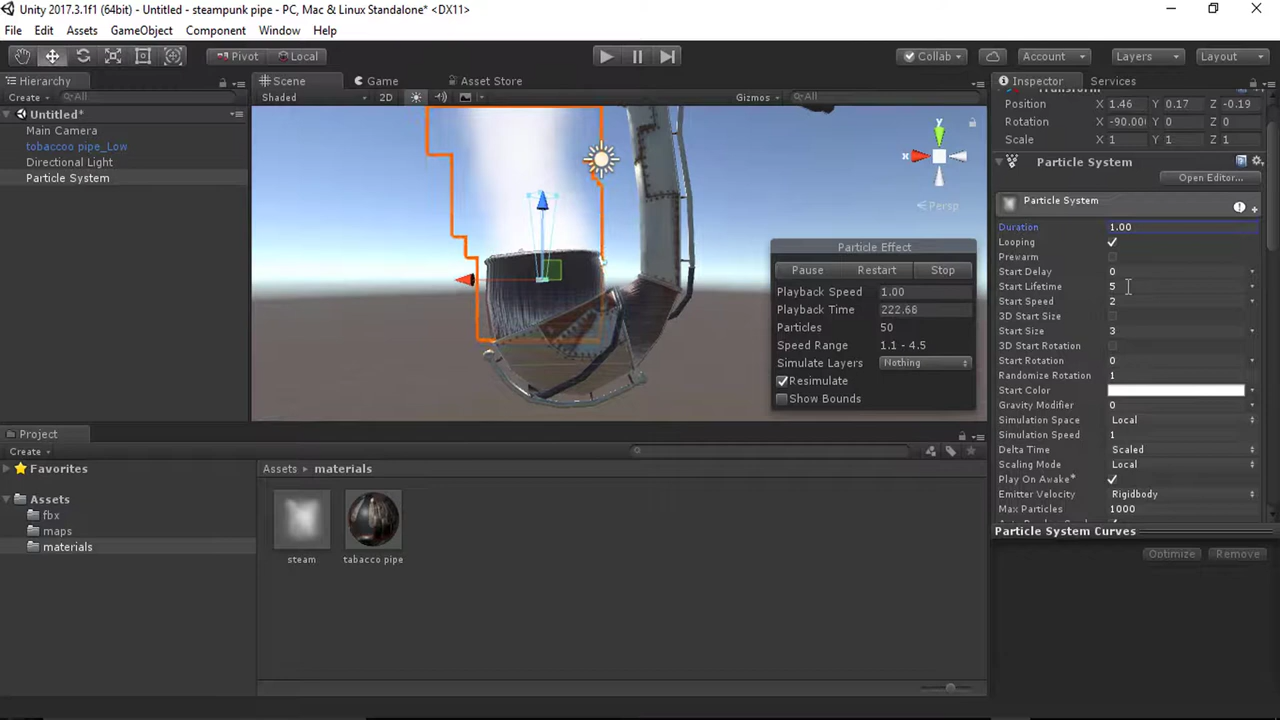 Unity 2017.3.1f1 (64bit) - Untitled - steampunk pipe - PC, Mac & Linux Standalone* <DX11>
File Edit Assets GameObject Component Window Help
Pivot Local Collab Account Layers Layout
Hierarchy Scene Game Asset Store Inspector Services
Create All Shaded 2D Gizmos All
Untitled*
Main Camera
tobaccoo pipe_Low
Directional Light
Particle System
y
x
Persp
Particle Effect
Pause Restart Stop
Playback Speed 1.00
Playback Time 222.68
Particles 50
Speed Range 1.1 - 4.5
Simulate Layers Nothing
Resimulate
Show Bounds
Transform
Position X 1.46 Y 0.17 Z -0.19
Rotation X -90.00 Y 0 Z 0
Scale X 1 Y 1 Z 1
Particle System
Open Editor...
Particle System
Duration 1.00
Looping
Prewarm
Start Delay 0
Start Lifetime 5
Start Speed 2
3D Start Size
Start Size 3
3D Start Rotation
Start Rotation 0
Randomize Rotation 1
Start Color
Gravity Modifier 0
Simulation Space Local
Simulation Speed 1
Delta Time Scaled
Scaling Mode Local
Play On Awake*
Emitter Velocity Rigidbody
Max Particles 1000
Particle System Curves
Optimize Remove
Project
Create
Favorites
Assets
fbx
maps
materials
Assets materials
steam
tabacco pipe